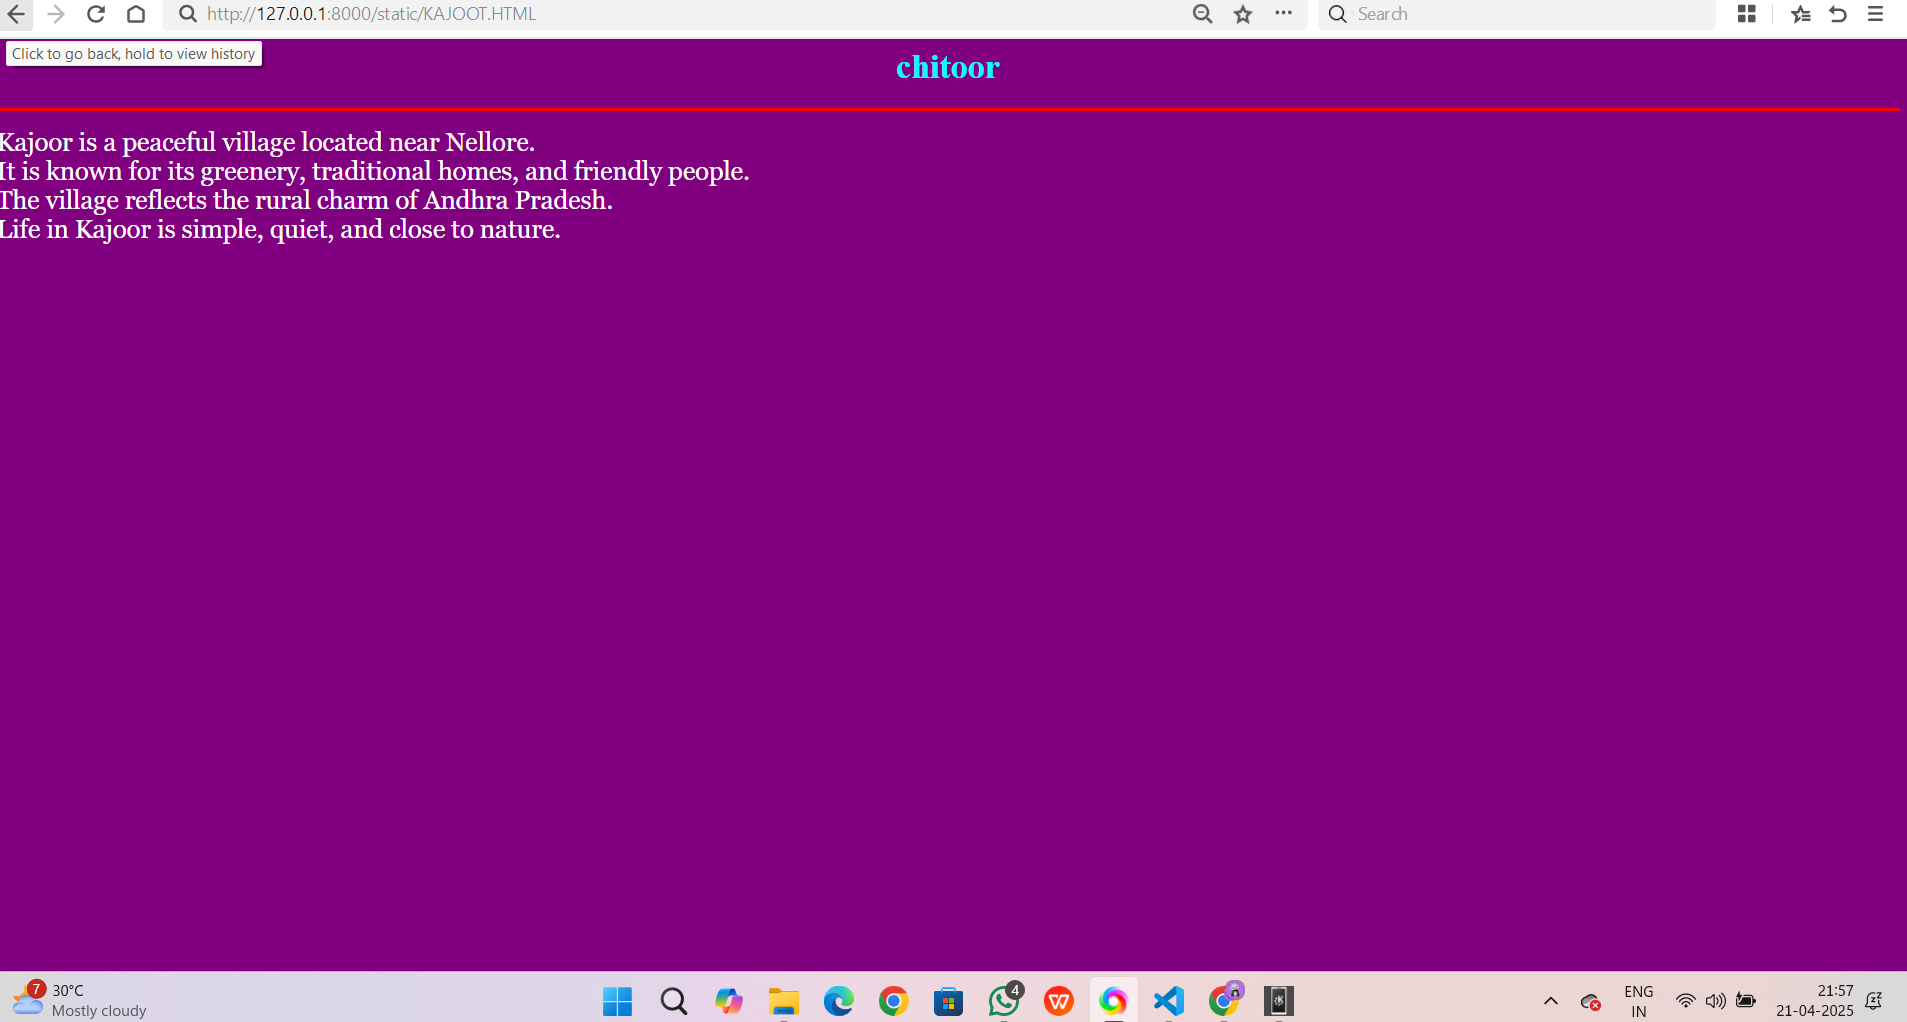 http://127.0.0.1:8000/static/KAJOOT.HTML
Search
Click to go back, hold to view history
chitoor
Kajoor is a peaceful village located near Nellore.
It is known for its greenery, traditional homes, and friendly people.
The village reflects the rural charm of Andhra Pradesh.
Life in Kajoor is simple, quiet, and close to nature.
7
30°C
Mostly cloudy
4
ENG
IN
21:57
21-04-2025